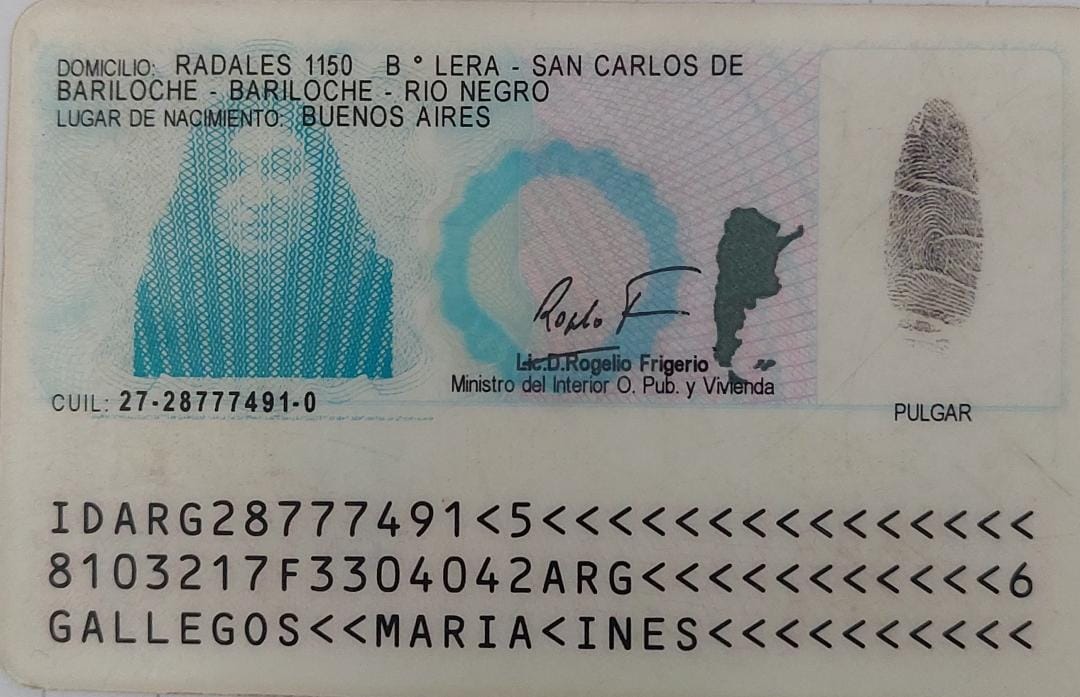 DOMICILIO: RADALES 1150 B ° LERA - SAN CARLOS DE
BARILOCHE - BARILOCHE - RIO NEGRO
LUGAR DE NACIMIENTO: BUENOS AIRES
Lic.D.Rogelio Frigerio
Ministro del Interior O. Pub. y Vivienda
CUIL: 27-28777491-0
PULGAR
IDARG28777491<5<<<<<<<<<<<<<<<
8103217F3304042ARG<<<<<<<<<<<6
GALLEGOS<<MARIA<INES<<<<<<<<<<